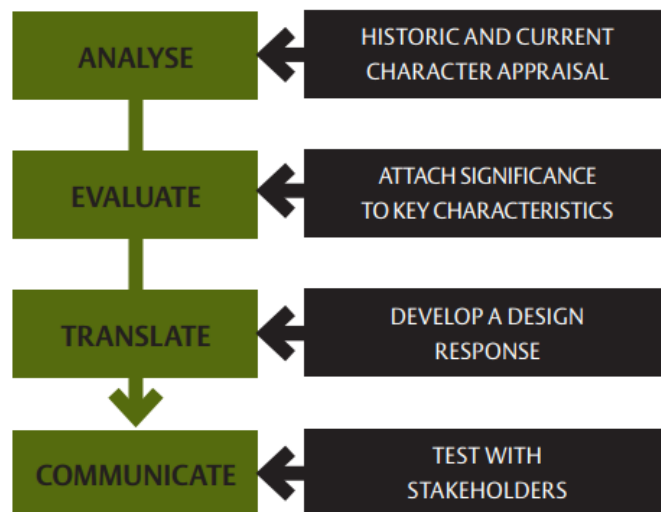 ANALYSE
HISTORIC AND CURRENT
CHARACTER APPRAISAL
EVALUATE
ATTACH SIGNIFICANCE
TO KEY CHARACTERISTICS
TRANSLATE
DEVELOP A DESIGN
RESPONSE
COMMUNICATE
TEST WITH
STAKEHOLDERS